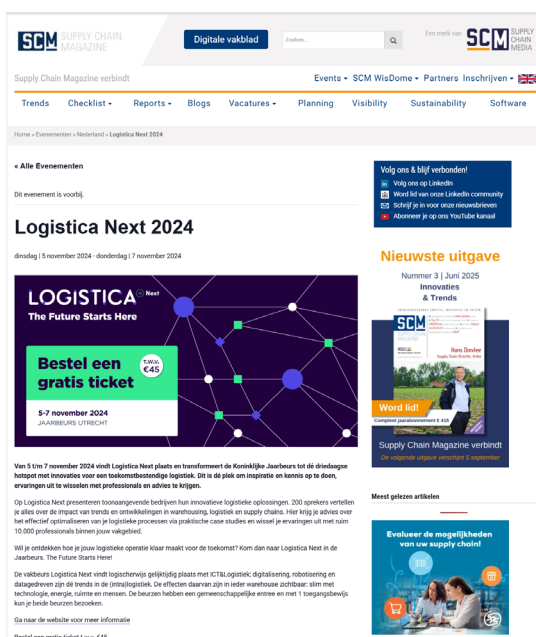 SCM SUPPLY CHAIN MAGAZINE
Digitale vakblad
Zoeken...
Een merk van SCM SUPPLY CHAIN MEDIA
Supply Chain Magazine verbindt
Events SCM WisDome Partners Inschrijven
Trends Checklist Reports Blogs Vacatures Planning Visibility Sustainability Software
Home » Evenementen » Nederland » Logistica Next 2024
« Alle Evenementen
Dit evenement is voorbij.
Logistica Next 2024
dinsdag | 5 november 2024 - donderdag | 7 november 2024
LOGISTICA Next
The Future Starts Here
Bestel een
gratis ticket
T.W.V.
€45
5-7 november 2024
JAARBEURS UTRECHT
Van 5 t/m 7 november 2024 vindt Logistica Next plaats en transformeert de Koninklijke Jaarbeurs tot dé driedaagse
hotspot met innovaties voor een toekomstbestendige logistiek. Dit is dé plek om inspiratie en kennis op te doen,
ervaringen uit te wisselen met professionals en advies te krijgen.
Op Logistica Next presenteren toonaangevende bedrijven hun innovatieve logistieke oplossingen. 200 sprekers vertellen
je alles over de impact van trends en ontwikkelingen in warehousing, logistiek en supply chains. Hier krijg je advies over
het effectief optimaliseren van je logistieke processen via praktische case studies en wissel je ervaringen uit met ruim
10.000 professionals binnen jouw vakgebied.
Wil je ontdekken hoe je jouw logistieke operatie klaar maakt voor de toekomst? Kom dan naar Logistica Next in de
Jaarbeurs. The Future Starts Here!
De vakbeurs Logistica Next vindt logischerwijs gelijktijdig plaats met ICT&Logistiek; digitalisering, robotisering en
datagedreven zijn dé trends in de (intra)logistiek. De effecten daarvan zijn in ieder warehouse zichtbaar: slim met
technologie, energie, ruimte en mensen. De beurzen hebben een gemeenschappelijke entree en met 1 toegangsbewijs
kun je beide beurzen bezoeken.
Ga naar de website voor meer informatie
Bestel een gratis ticket t.w.v. €45
Volg ons & blijf verbonden!
Volg ons op LinkedIn
Word lid van onze LinkedIn community
Schrijf je in voor onze nieuwsbrieven
Abonneer je op ons YouTube kanaal
Nieuwste uitgave
Nummer 3 | Juni 2025
Innovaties
& Trends
SCM
Hans Omvlee
Word lid!
Compleet jaarabonnement € 415
Supply Chain Magazine verbindt
De volgende uitgave verschijnt 5 september
Meest gelezen artikelen
Evalueer de mogelijkheden
van uw supply chain!